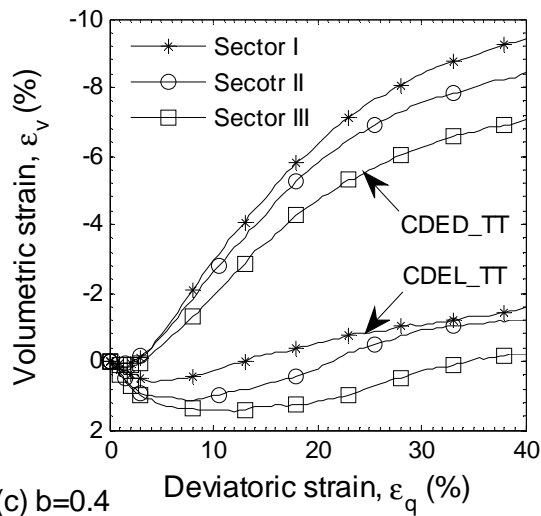 -10
-8
-6
-4
-2
0
2
Volumetric strain, εv (%)
Sector I
Secotr II
Sector III
CDED_TT
CDEL_TT
0 10 20 30 40
Deviatoric strain, εq (%)
(c) b=0.4